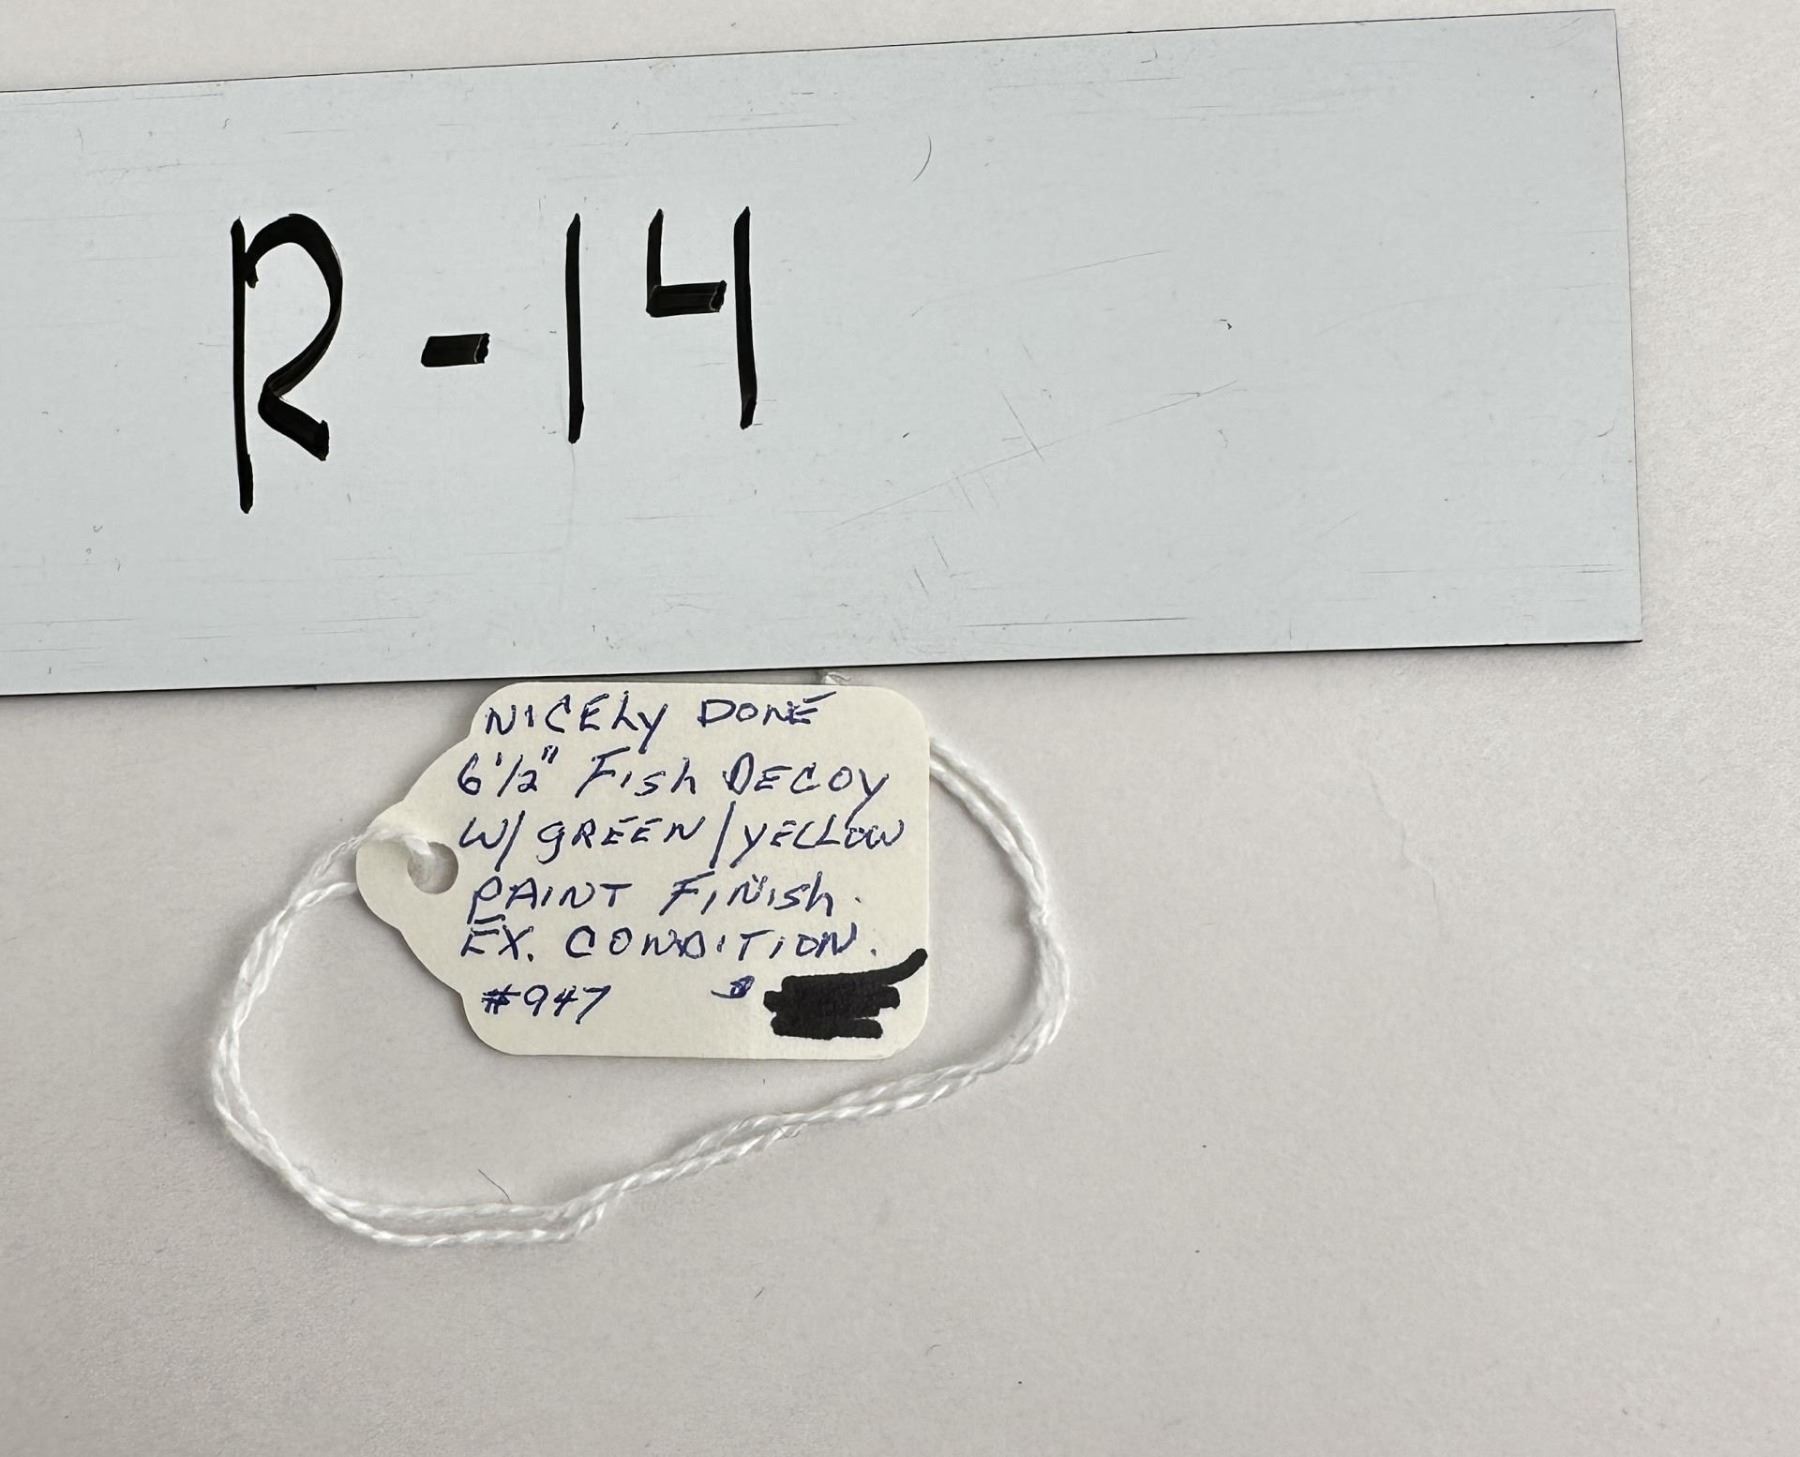 R-14
NICELY DONE
6 1/2" FISH DECOY
W/ GREEN/YELLOW
PAINT FINISH.
EX. CONDITION.
#947 $